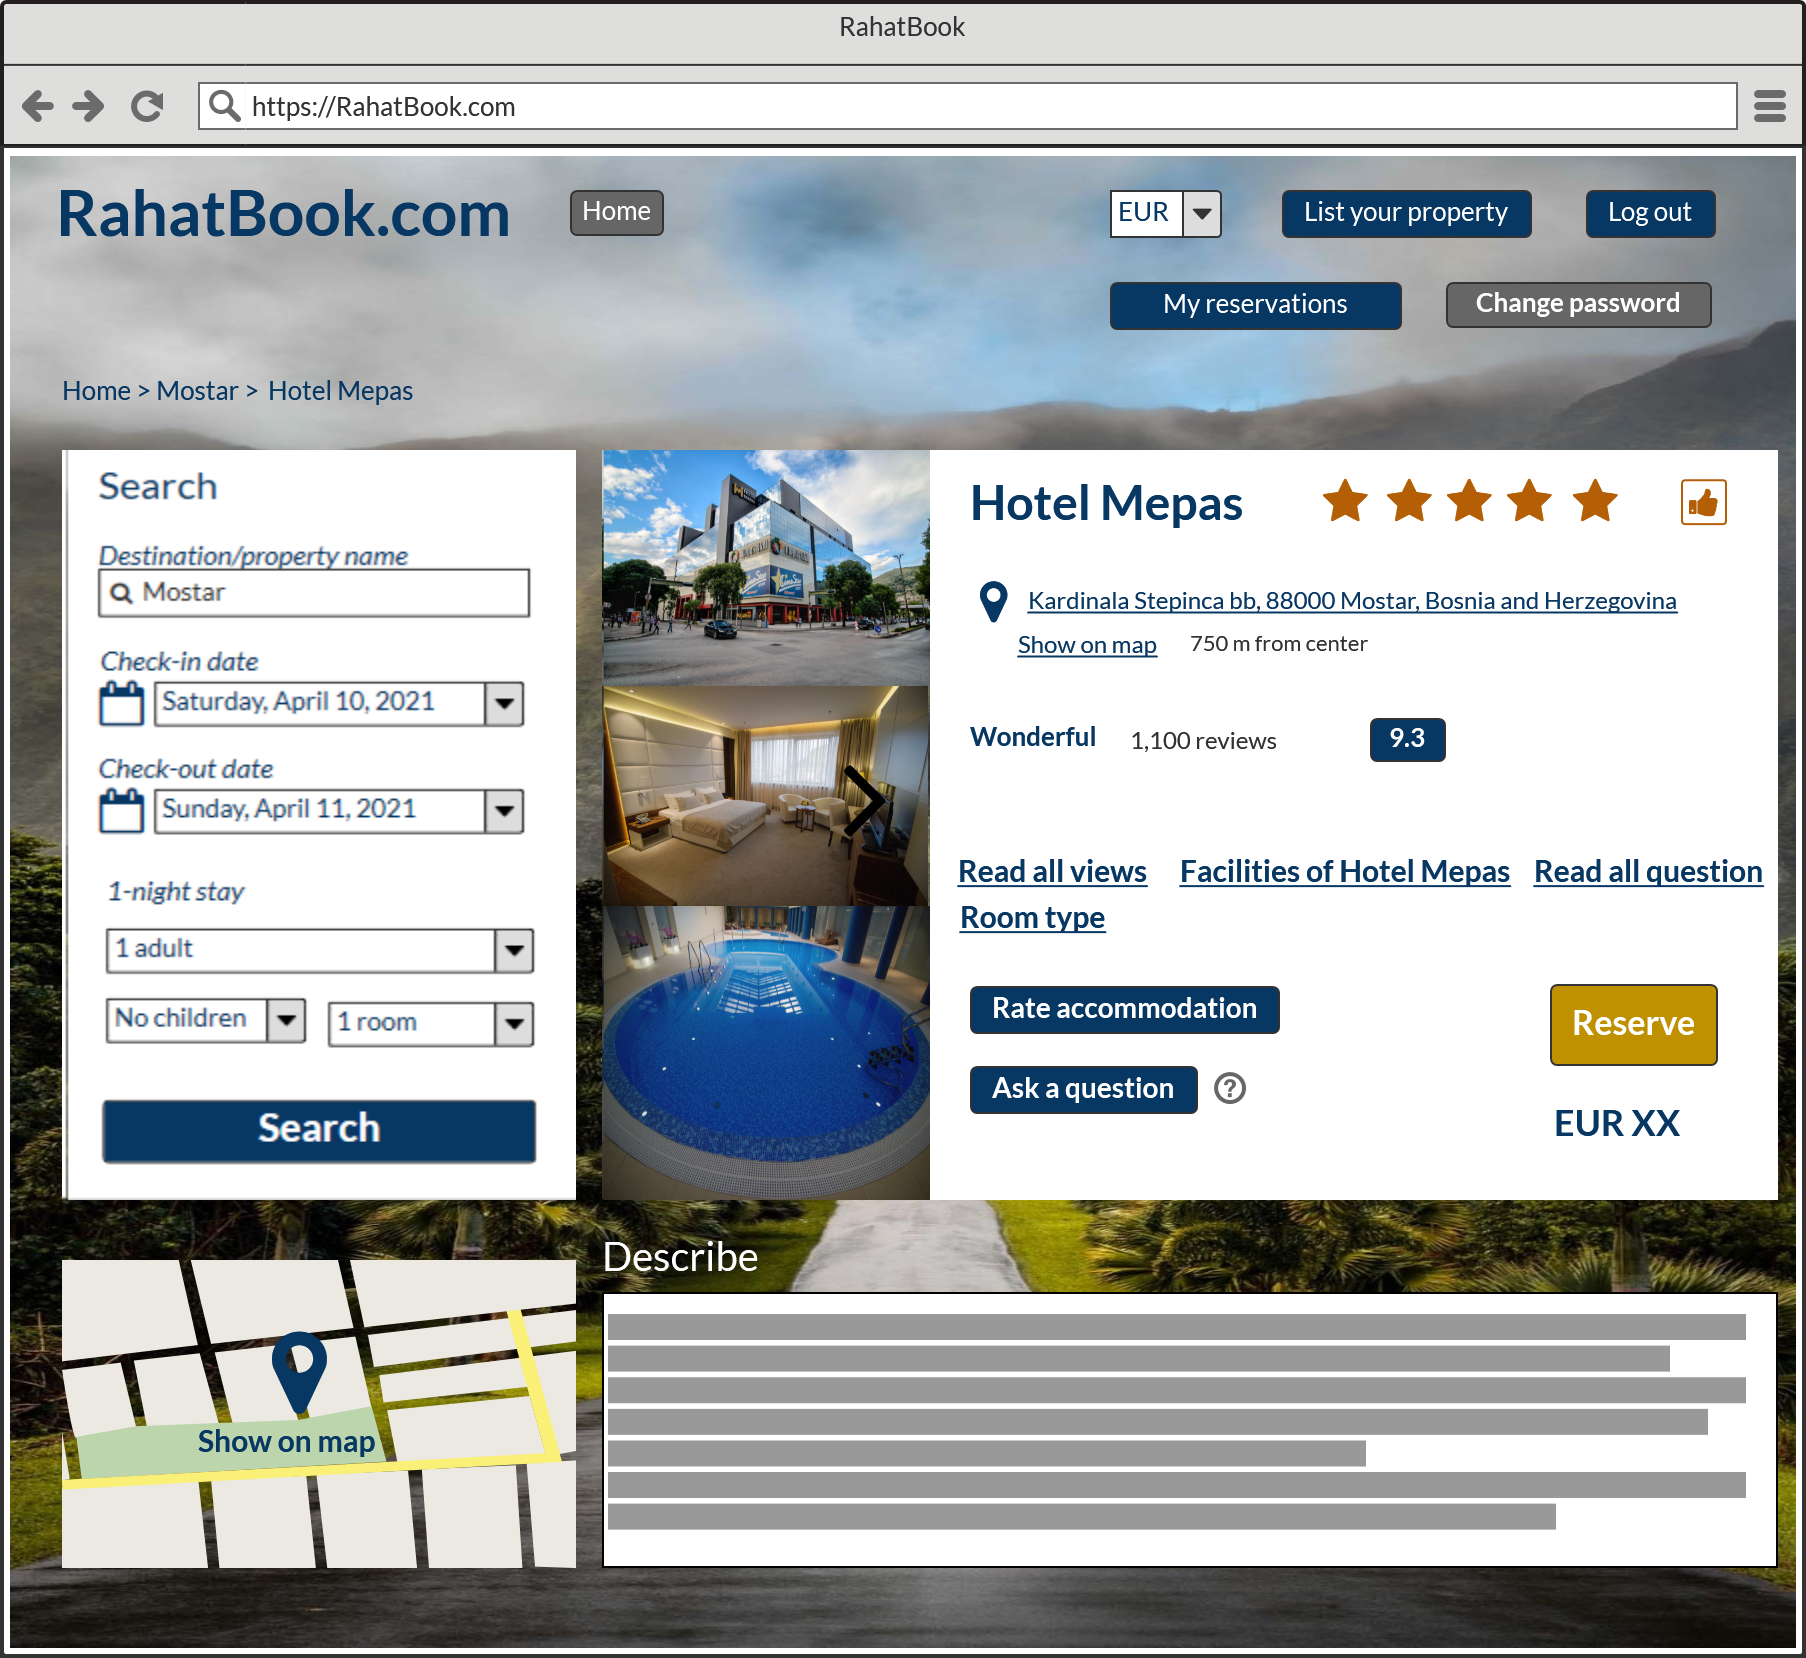 RahatBook
https://RahatBook.com
RahatBook.com
Home
EUR
List your property
Log out
My reservations
Change password
Home > Mostar > Hotel Mepas
Search
Destination/property name
Mostar
Check-in date
Saturday, April 10, 2021
Check-out date
Sunday, April 11, 2021
1-night stay
1 adult
No children
1 room
Search
Hotel Mepas
Kardinala Stepinca bb, 88000 Mostar, Bosnia and Herzegovina
Show on map
750 m from center
Wonderful
1,100 reviews
9.3
Read all views
Facilities of Hotel Mepas
Read all question
Room type
Rate accommodation
Reserve
Ask a question
EUR XX
Describe
Show on map